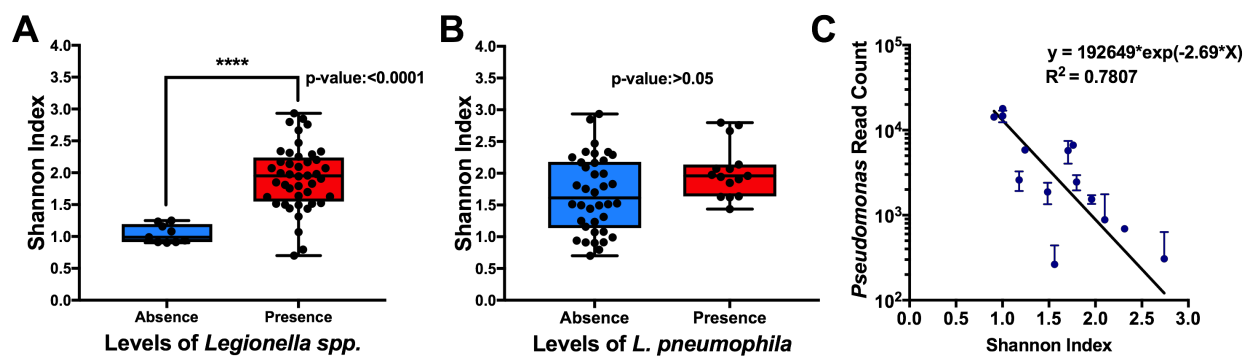 A
Shannon Index
4.0
3.5
3.0
2.5
2.0
1.5
1.0
0.5
0.0
****
p-value:<0.0001
Absence
Presence
Levels of Legionella spp.
B
Shannon Index
4.0
3.5
3.0
2.5
2.0
1.5
1.0
0.5
0.0
p-value:>0.05
Absence
Presence
Levels of L. pneumophila
C
Pseudomonas Read Count
10^5
10^4
10^3
10^2
y = 192649*exp(-2.69*X)
R^2 = 0.7807
0.0 0.5 1.0 1.5 2.0 2.5 3.0
Shannon Index